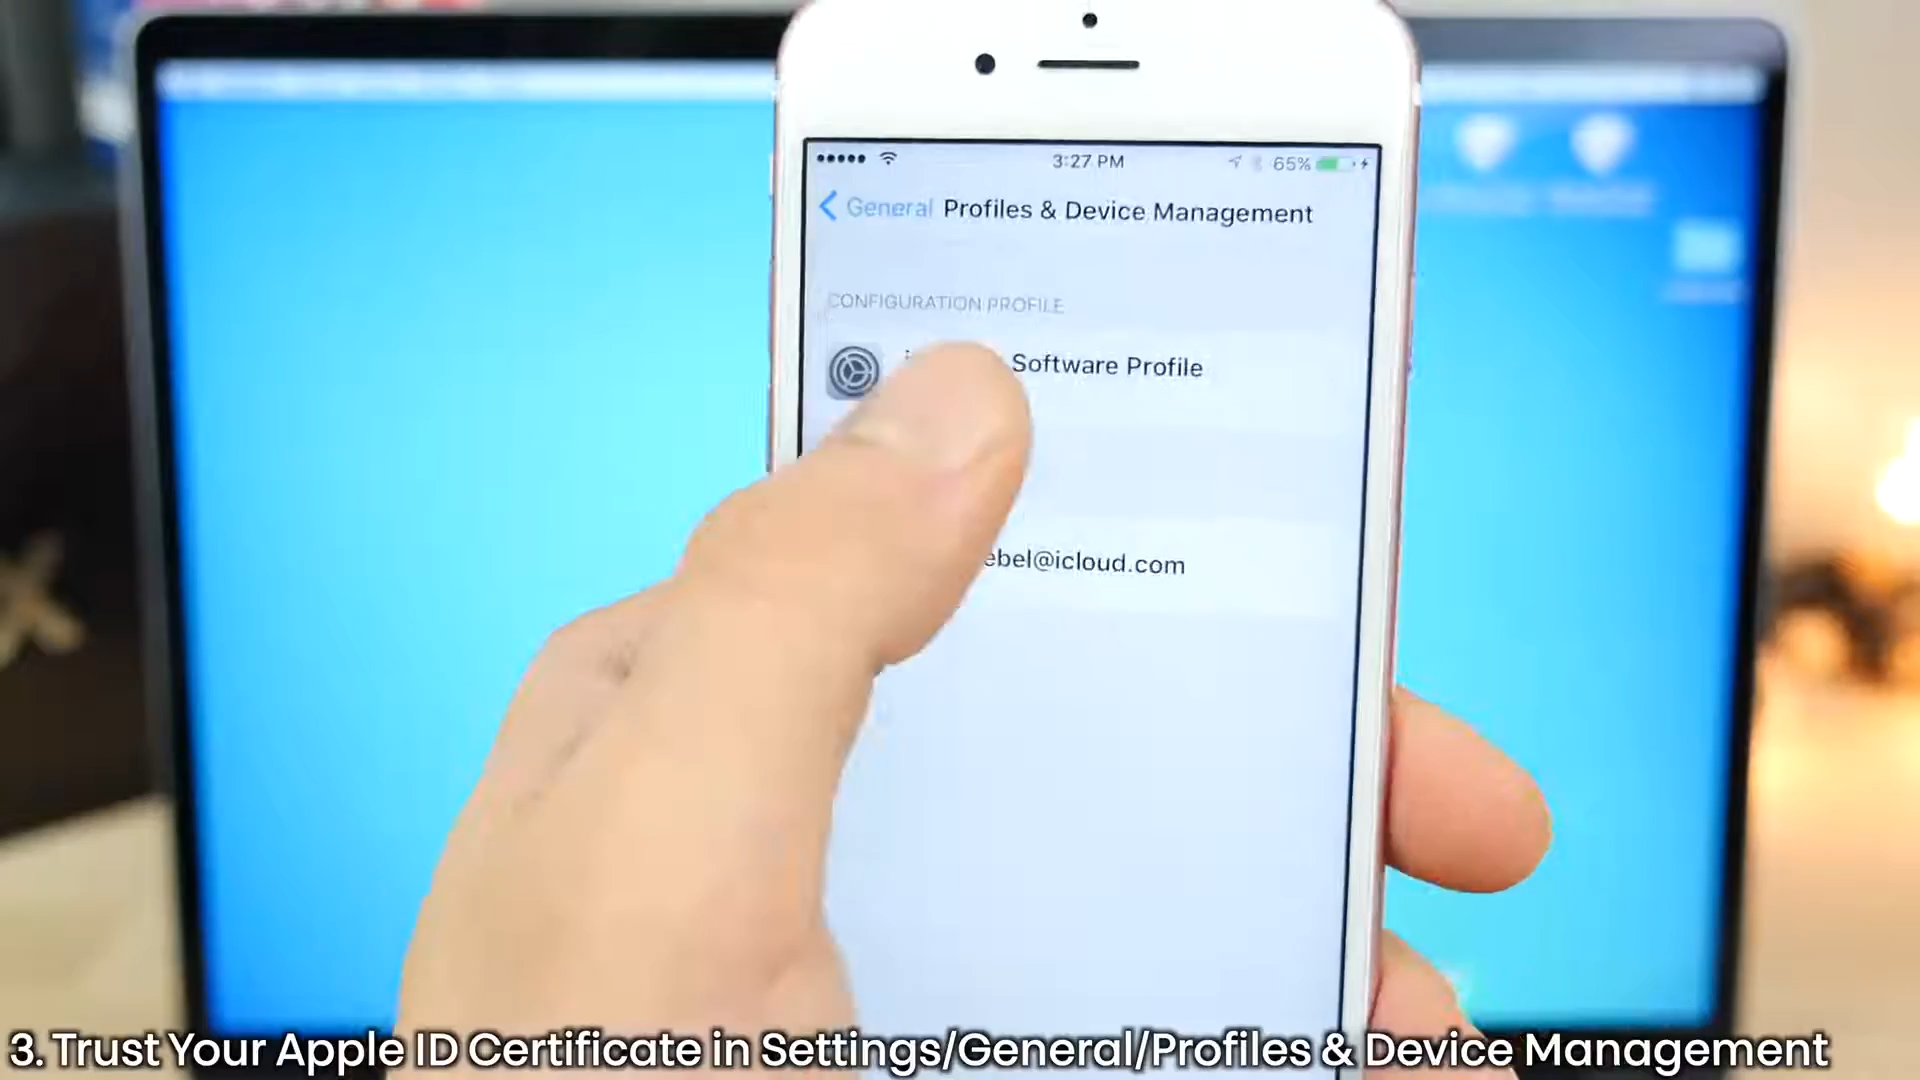 3:27 PM 65%
General Profiles & Device Management
CONFIGURATION PROFILE
Software Profile
ebel@icloud.com
3. Trust Your Apple ID Certificate in Settings/General/Profiles & Device Management